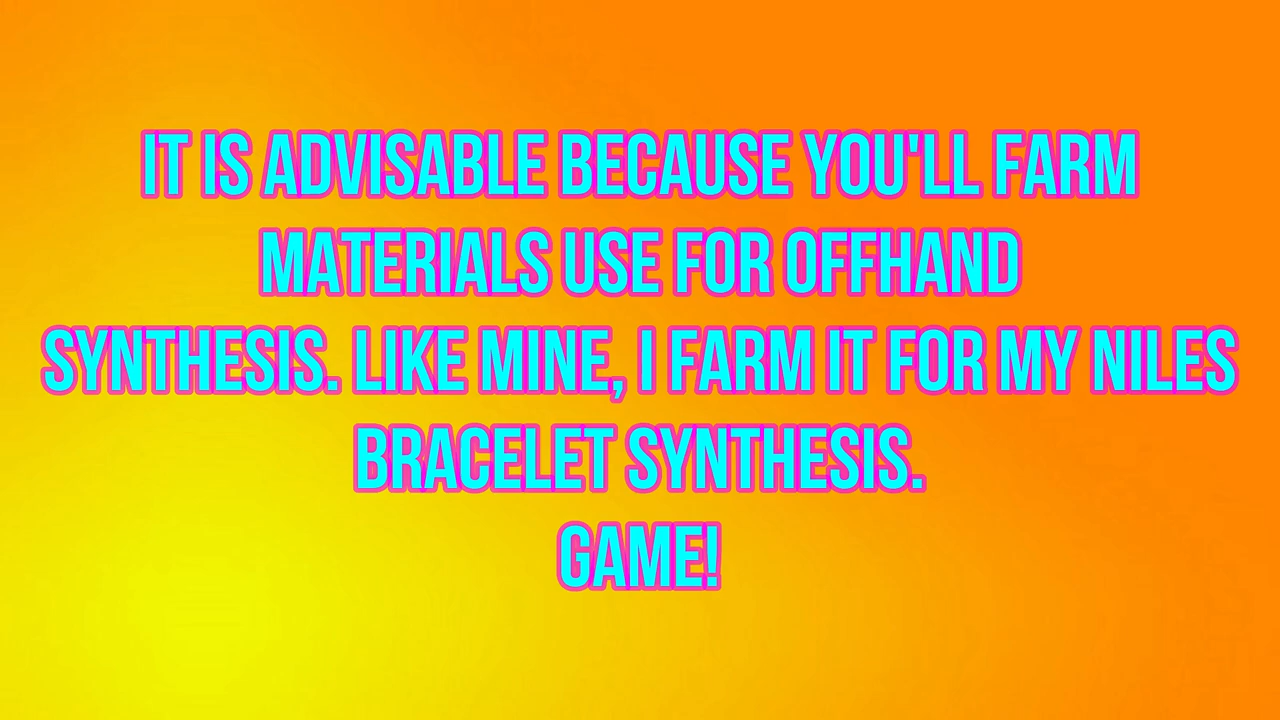 IT IS ADVISABLE BECAUSE YOU'LL FARM
MATERIALS USE FOR OFFHAND
SYNTHESIS. LIKE MINE, I FARM IT FOR MY NILES
BRACELET SYNTHESIS.
GAME!